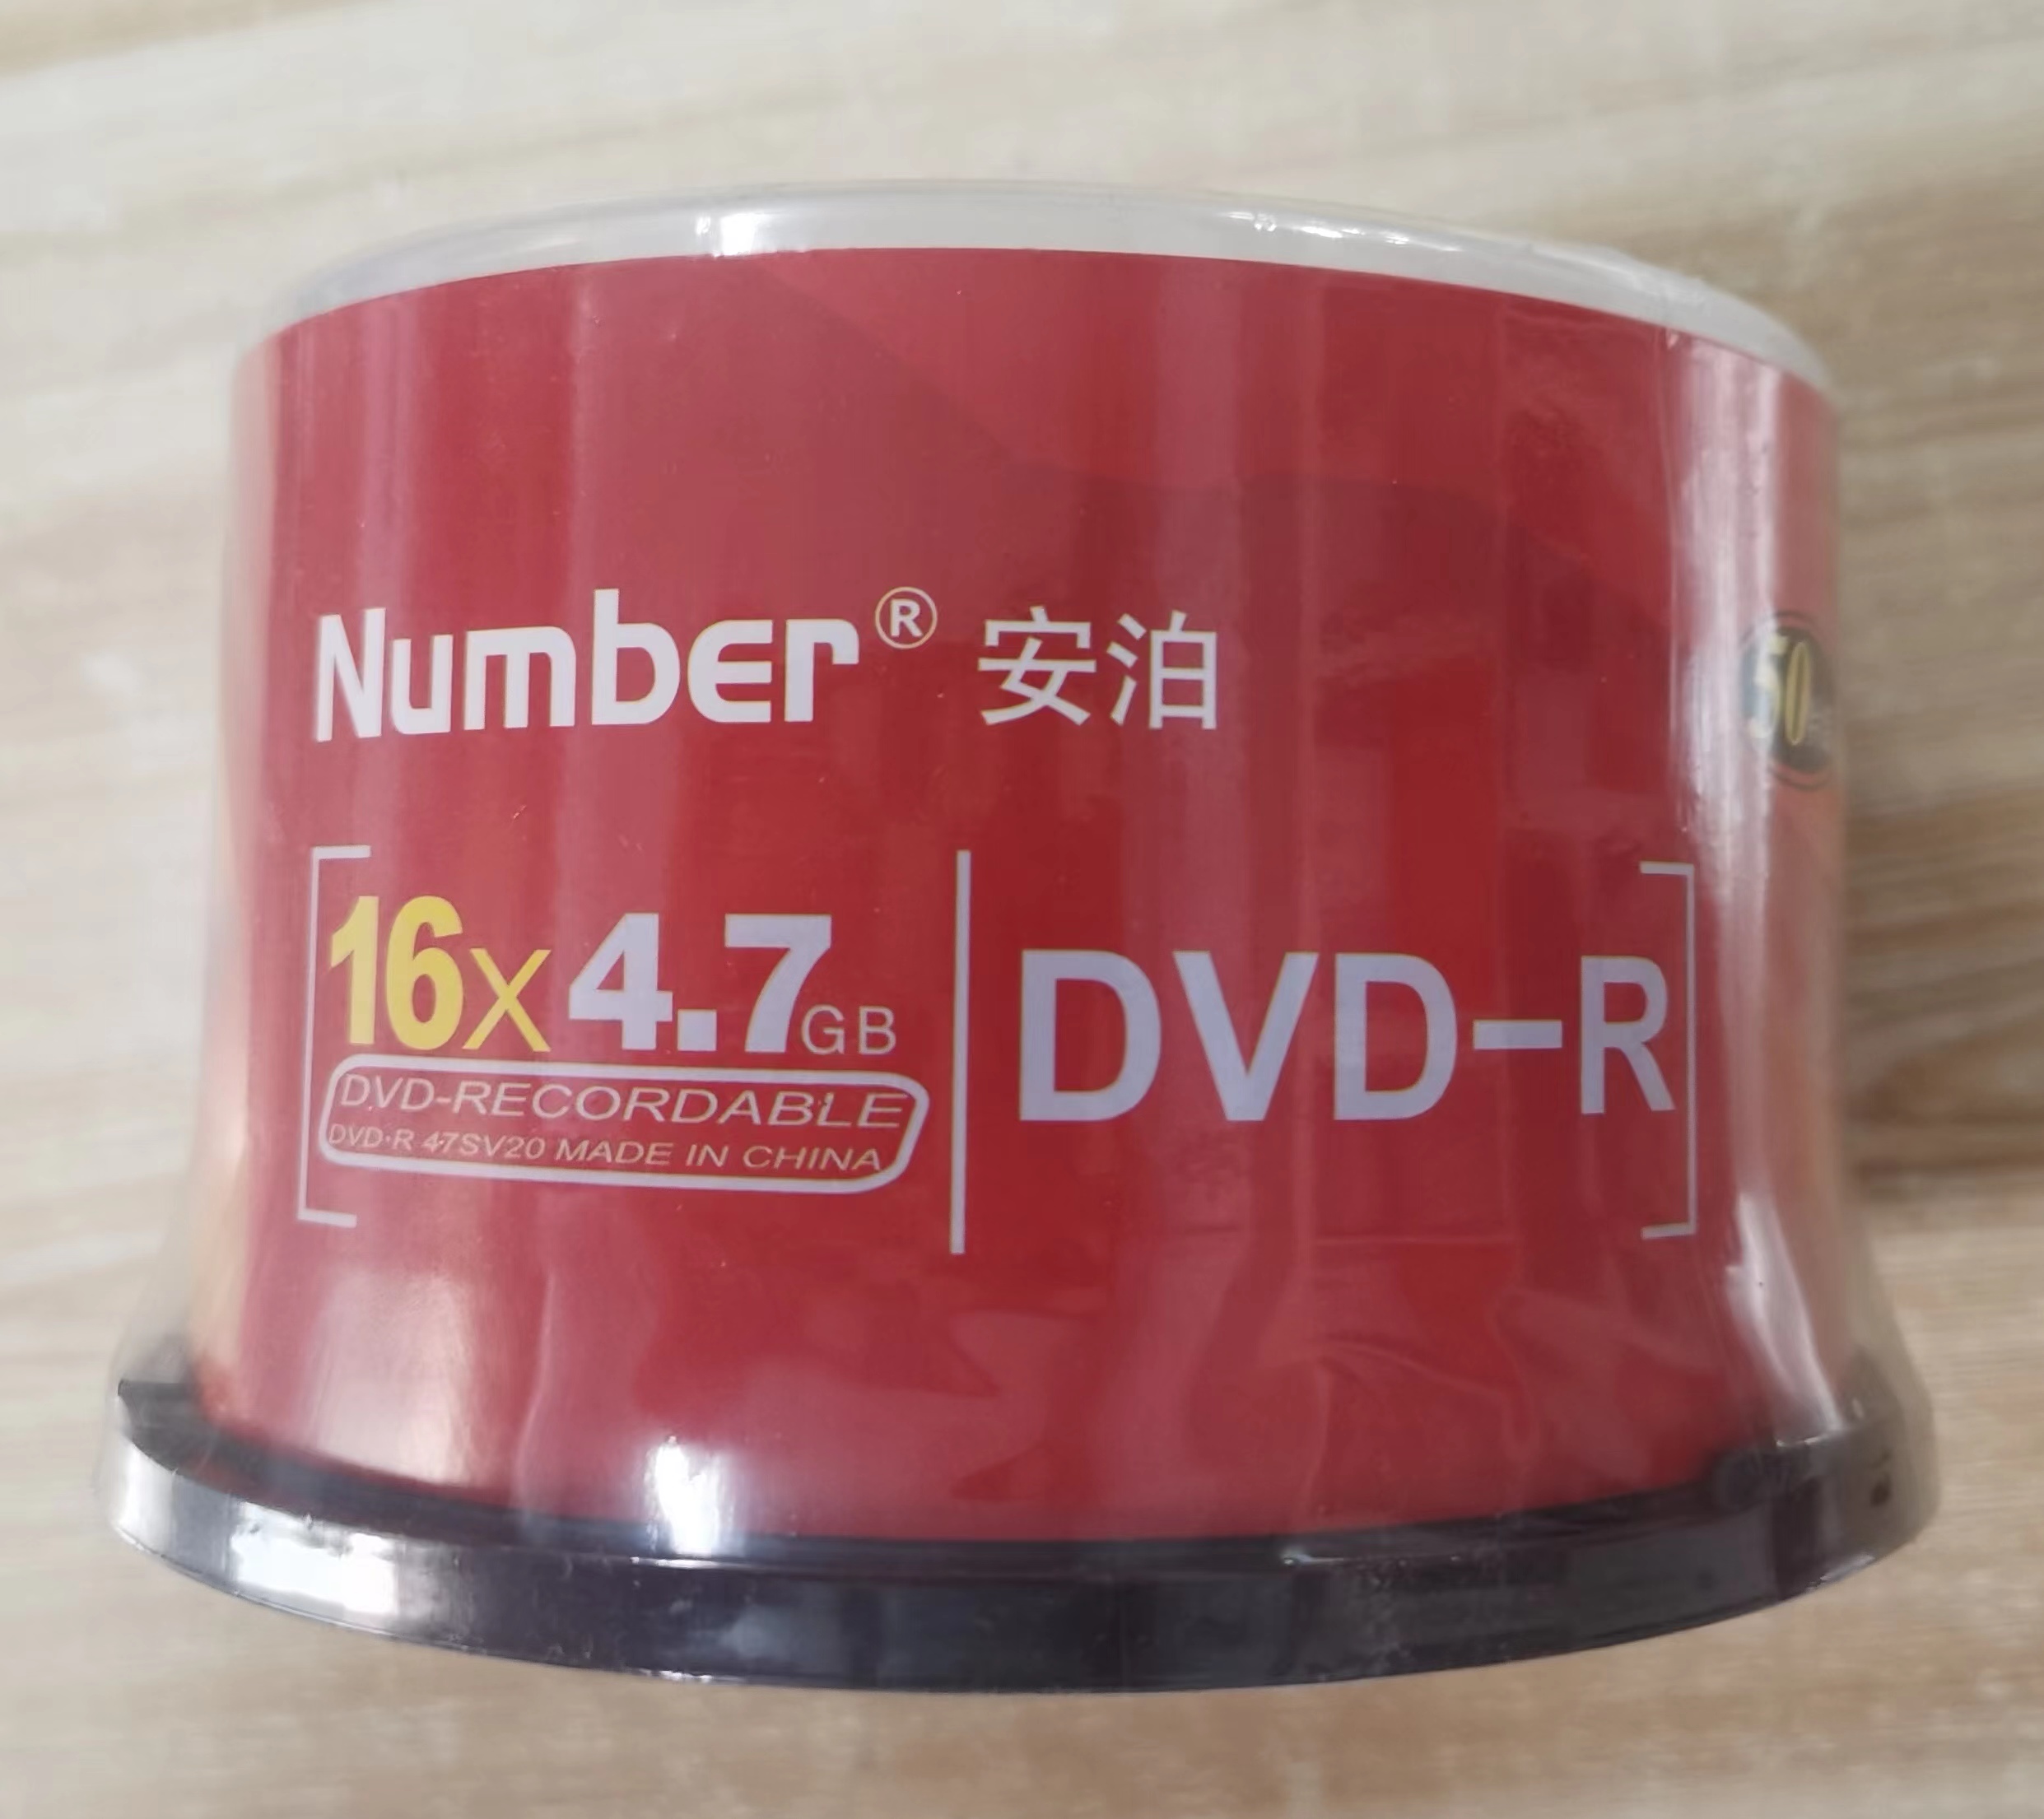 Number® 安泊
50
16X 4.7GB
DVD-R
DVD-RECORDABLE
DVD-R 47SV20 MADE IN CHINA